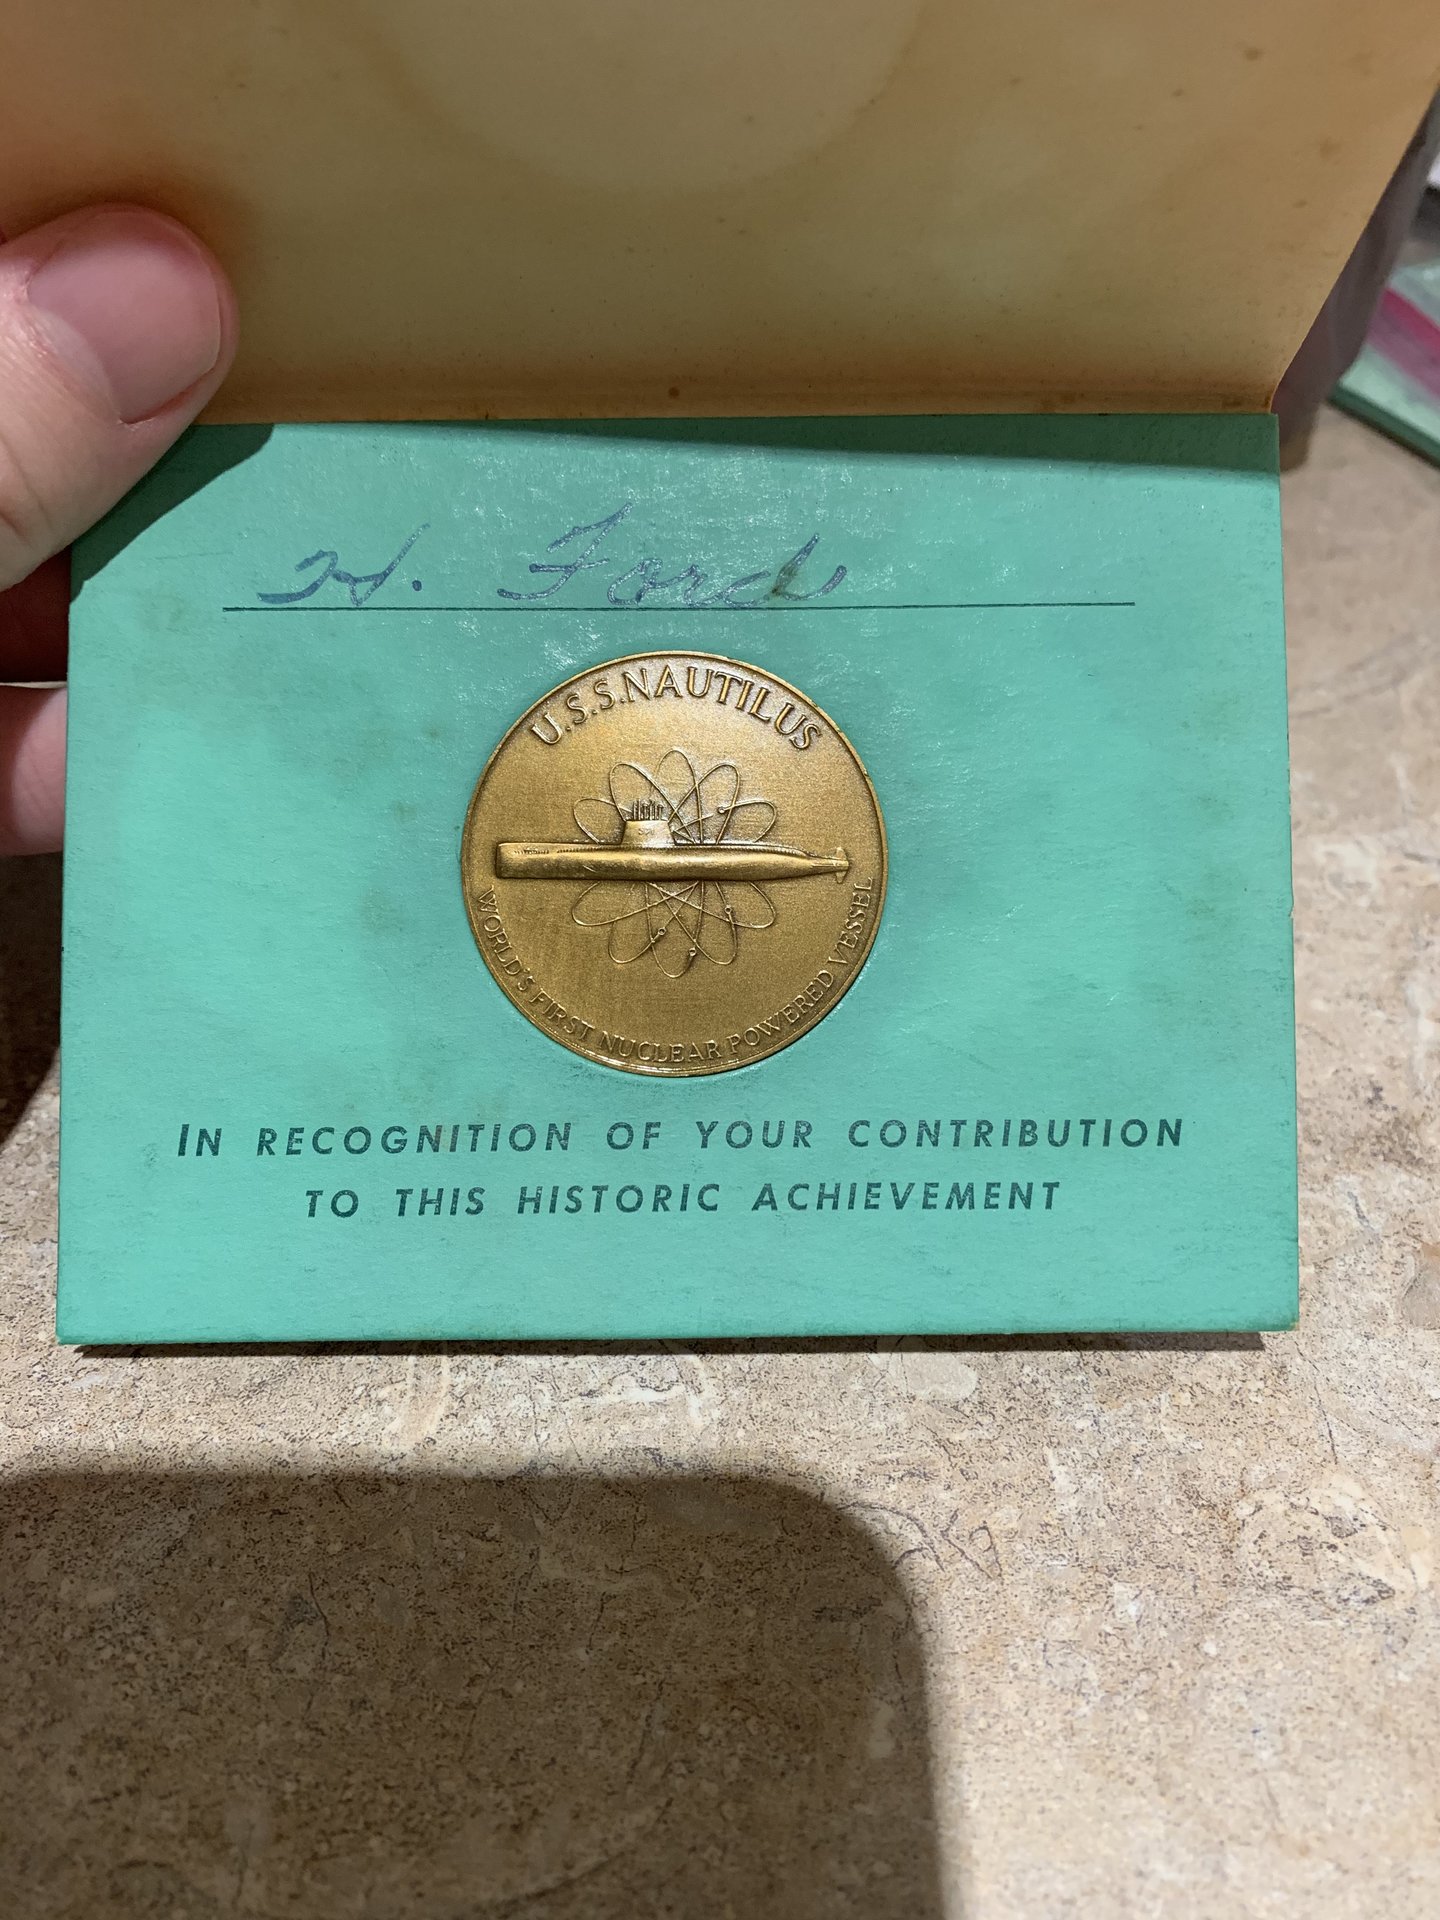 H. Ford
U.S.S. NAUTILUS
WORLD'S FIRST NUCLEAR POWERED VESSEL
IN RECOGNITION OF YOUR CONTRIBUTION
TO THIS HISTORIC ACHIEVEMENT